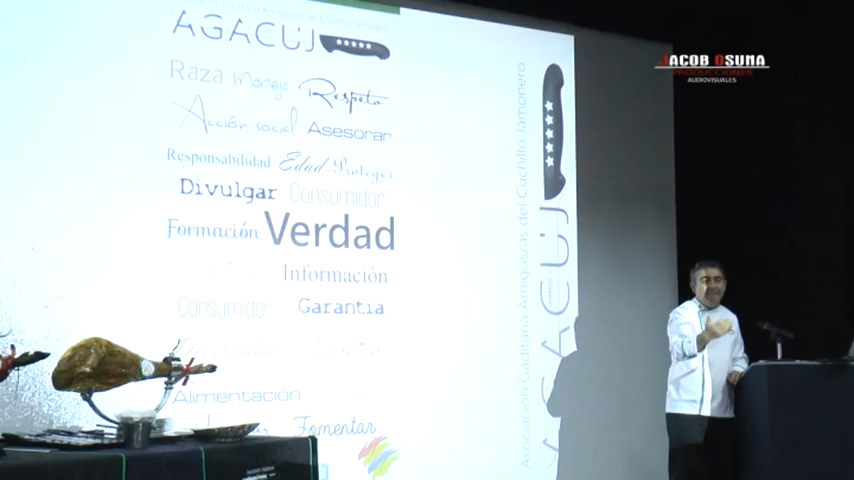 AGACUJ
Raza Manejo Respeto
Acción social Asesorar
Responsabilidad Edad Proteger
Divulgar Consumidor
Formación Verdad
Información
Consumidor Garantía
Alimentación
Fomentar
Asociación Gaditana Amigos/as del Cuchillo Jamonero
AGACUJ
JACOB OSUNA
PRODUCCIONES
AUDIOVISUALES